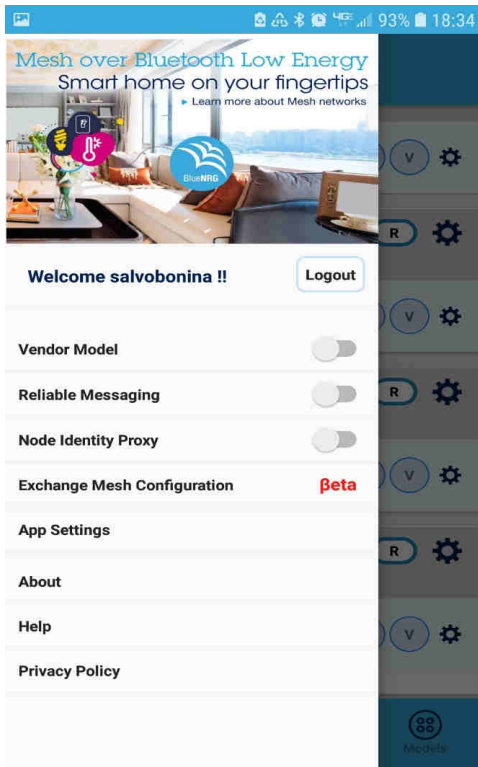 4GE 93% 18:34
Mesh over Bluetooth Low Energy
Smart home on your fingertips
▸ Learn more about Mesh networks
BlueNRG
Welcome salvobonina !!
Logout
Vendor Model
Reliable Messaging
Node Identity Proxy
Exchange Mesh Configuration βeta
App Settings
About
Help
Privacy Policy
V
R
V
R
V
R
V
Models